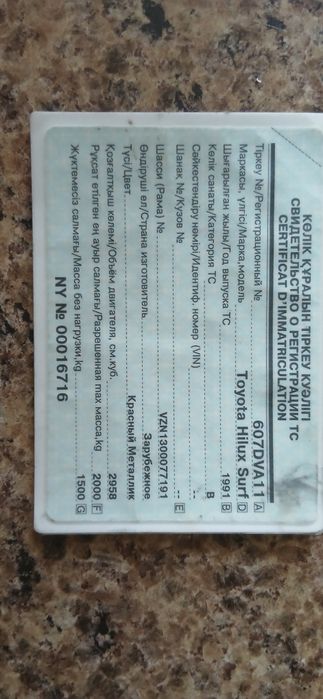 КӨЛІК ҚҰРАЛЫН ТІРКЕУ КУӘЛІГІ
СВИДЕТЕЛЬСТВО О РЕГИСТРАЦИИ ТС
CERTIFICAT D'IMMATRICULATION
Тіркеу №/Регистрационный № 607DVA11 A
Маркасы, үлгісі/Марка,модель Toyota Hilux Surf D
Шығарылған жылы/Год выпуска ТС 1991 B
Көлік санаты/Категория ТС B
Сәйкестендіру нөмірі/Идентиф. номер (VIN) --
Шанақ №/Кузов № -- E
Шасси (Рама) № VZN1300077191
Өндіруші ел/Страна изготовитель Зарубежное
Түсі/Цвет Красный Металлик
Қозғалтқыш көлемі/Объём двигателя, см.куб. 2958
Рұқсат етілген ең ауыр салмағы/Разрешенная max масса,kg 2000 F
Жүктемесіз салмағы/Масса без нагрузки,kg 1500 G
NY № 00016716